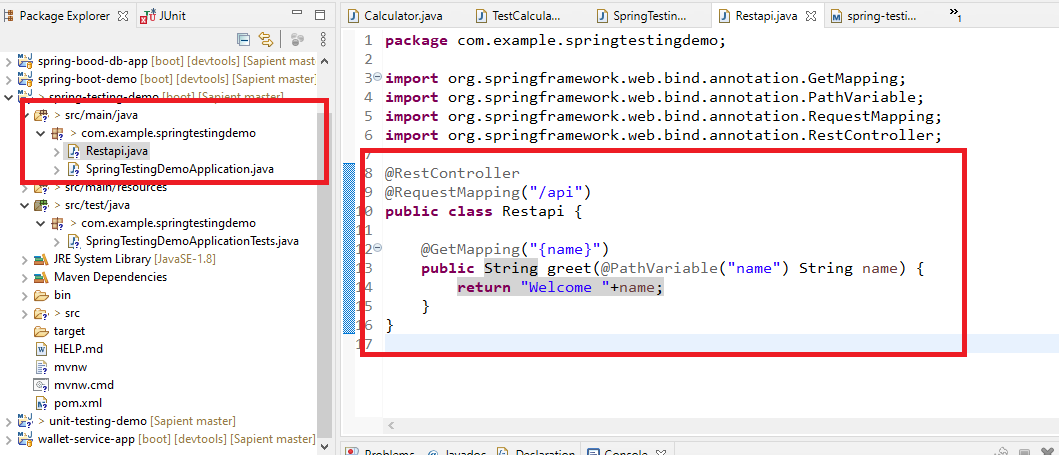 Package Explorer
JUnit
spring-bood-db-app [boot] [devtools] [Sapient master]
spring-boot-demo [boot] [devtools] [Sapient master]
> spring-testing-demo [boot] [devtools] [Sapient master]
> src/main/java
> com.example.springtestingdemo
Restapi.java
SpringTestingDemoApplication.java
> src/main/resources
> src/test/java
> com.example.springtestingdemo
SpringTestingDemoApplicationTests.java
JRE System Library [JavaSE-1.8]
Maven Dependencies
bin
> src
target
HELP.md
mvnw
mvnw.cmd
pom.xml
> unit-testing-demo [Sapient master]
wallet-service-app [boot] [devtools] [Sapient master]
Calculator.java
TestCalcula...
SpringTestin...
Restapi.java
spring-testi...
»1
1 package com.example.springtestingdemo;
2
3 import org.springframework.web.bind.annotation.GetMapping;
4 import org.springframework.web.bind.annotation.PathVariable;
5 import org.springframework.web.bind.annotation.RequestMapping;
6 import org.springframework.web.bind.annotation.RestController;
7
8 @RestController
9 @RequestMapping("/api")
10 public class Restapi {
11
12 @GetMapping("{name}")
13 public String greet(@PathVariable("name") String name) {
14 return "Welcome "+name;
15 }
16 }
17
Problems
@ Javadoc
Declaration
Console